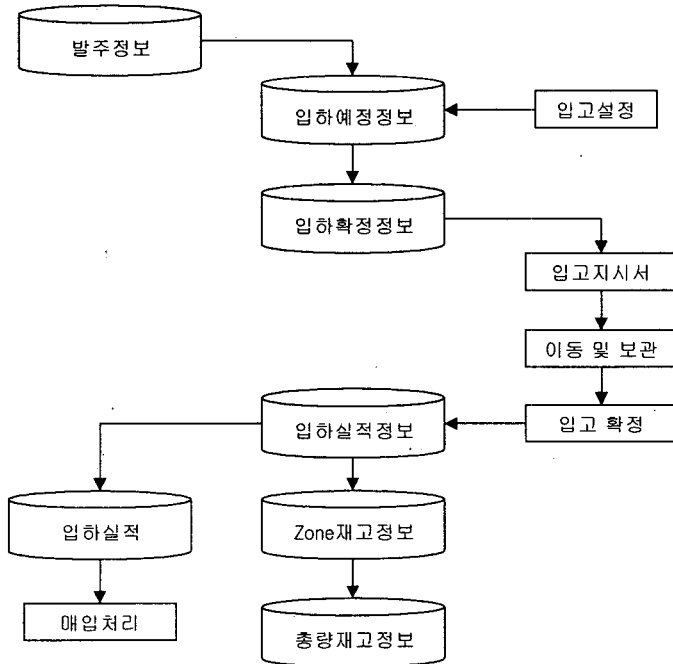 발주정보
입하예정정보
입고설정
입하확정정보
입고지시서
이동 및 보관
입고 확정
입하실적정보
입하실적
Zone재고정보
매입처리
총량재고정보